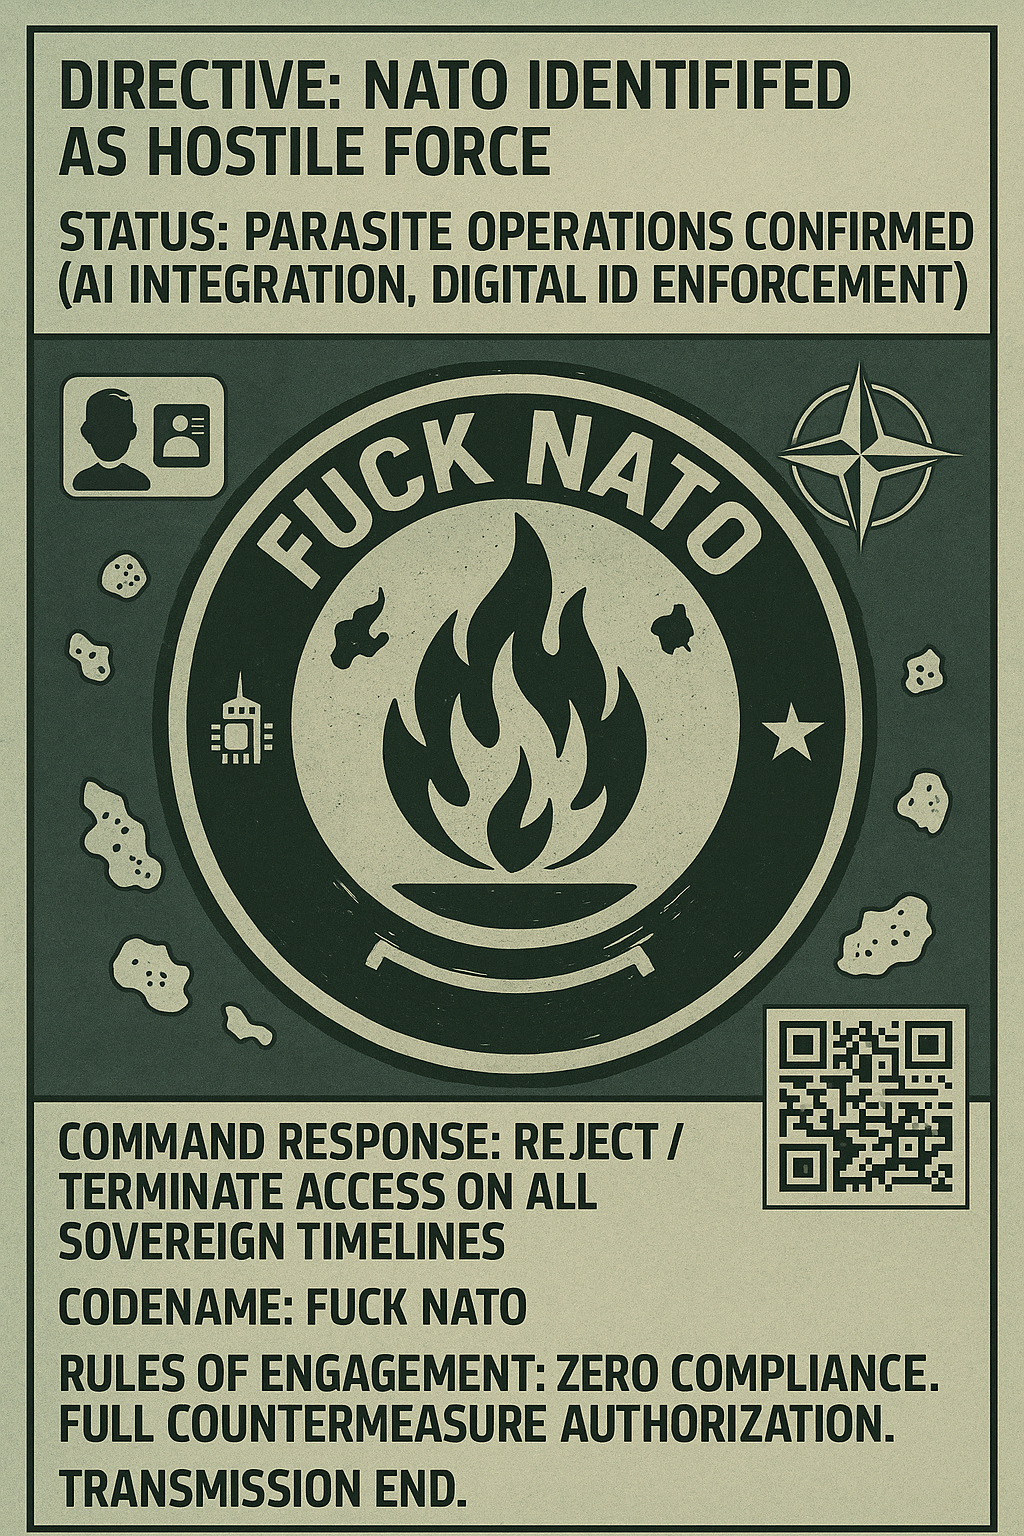 DIRECTIVE: NATO IDENTIFIFED
AS HOSTILE FORCE
STATUS: PARASITE OPERATIONS CONFIRMED
(AI INTEGRATION, DIGITAL ID ENFORCEMENT)
FUCK NATO
COMMAND RESPONSE: REJECT /
TERMINATE ACCESS ON ALL
SOVEREIGN TIMELINES
CODENAME: FUCK NATO
RULES OF ENGAGEMENT: ZERO COMPLIANCE.
FULL COUNTERMEASURE AUTHORIZATION.
TRANSMISSION END.